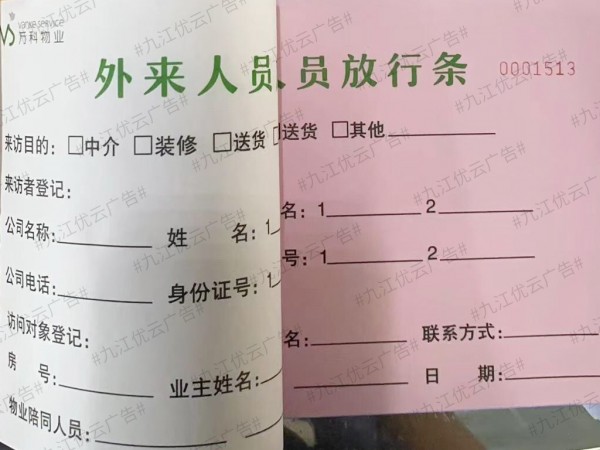 vanke service
万科物业
外来人员员放行条 0001513
来访目的：□中介 □装修 □送货 送货 □其他
来访者登记：
公司名称： 姓 名：1 名：1 2
公司电话： 身份证号：1 号：1 2
访问对象登记： 名： 联系方式：
房 号： 业主姓名： 日 期：
物业陪同人员：
#九江优云广告#